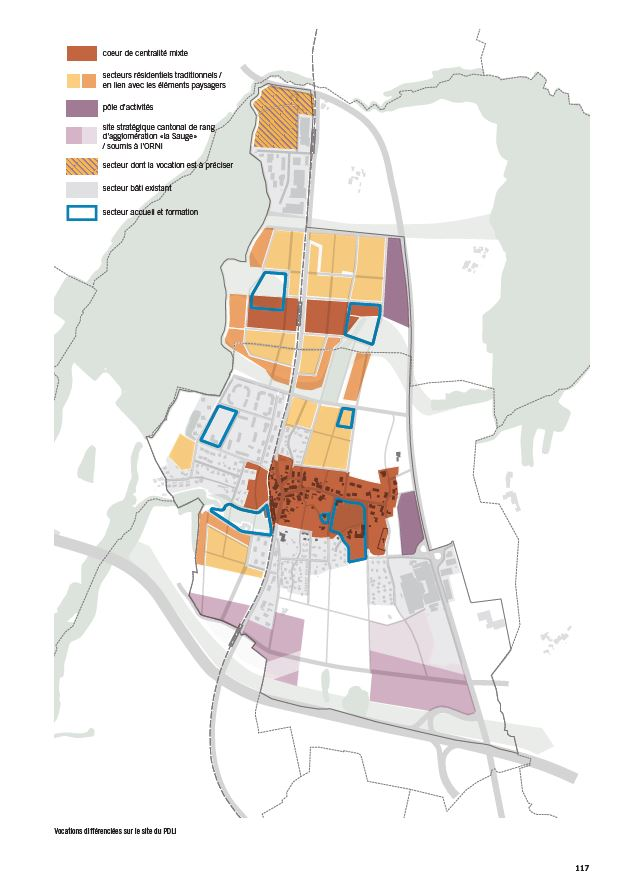 coeur de centralité mixte
secteurs résidentiels traditionnels /
en lien avec les éléments paysagers
pôle d'activités
site stratégique cantonal de rang
d'agglomération «la Sauge»
/ soumis à l'ORNI
secteur dont la vocation est à préciser
secteur bâti existant
secteur accueil et formation
Vocations différenciées sur le site du PDLi
117